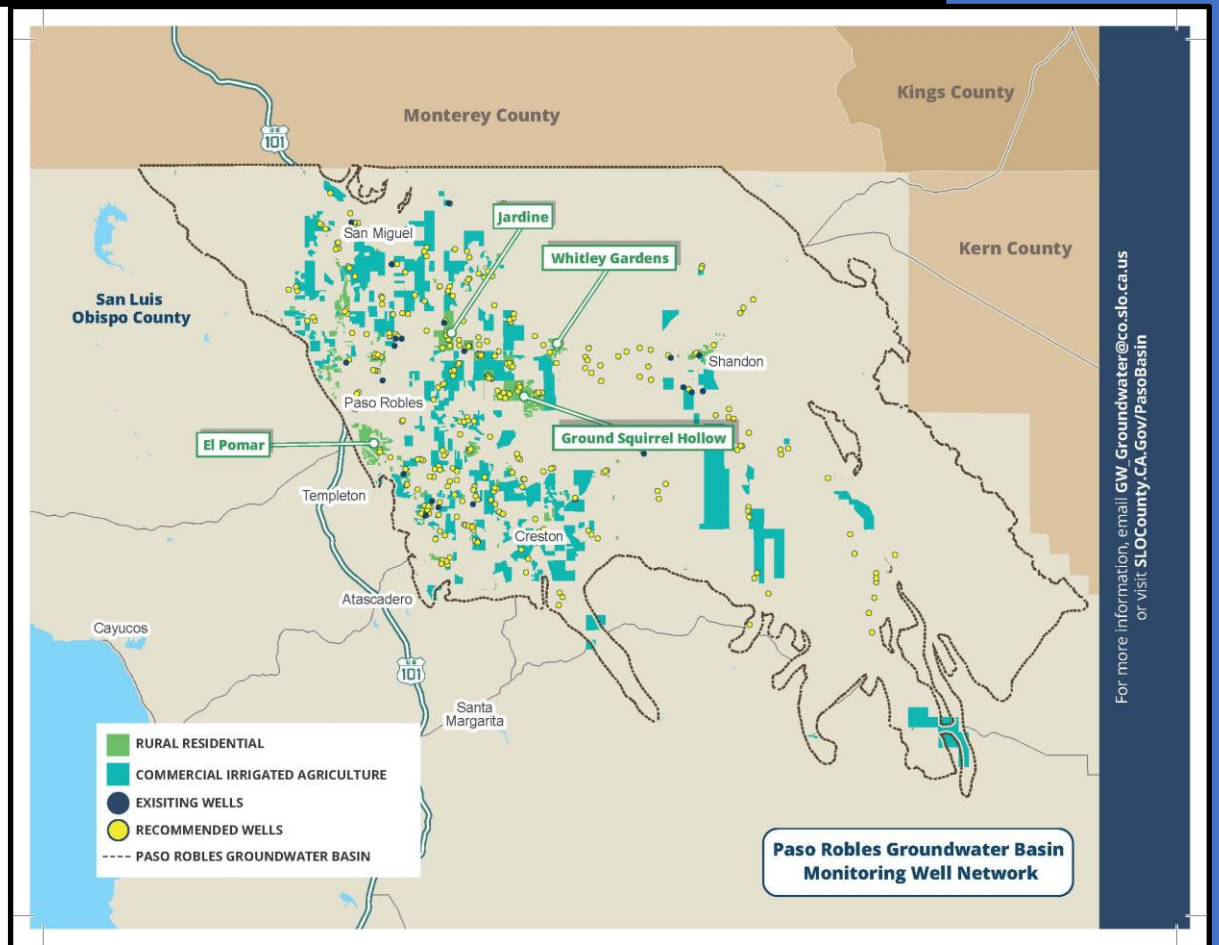 Monterey County
Kings County
US
101
Jardine
San Miguel
Whitley Gardens
Kern County
San Luis
Obispo County
Shandon
Paso Robles
El Pomar
Ground Squirrel Hollow
Templeton
Creston
Atascadero
Cayucos
US
101
Santa
Margarita
RURAL RESIDENTIAL
COMMERCIAL IRRIGATED AGRICULTURE
EXISITING WELLS
RECOMMENDED WELLS
PASO ROBLES GROUNDWATER BASIN
Paso Robles Groundwater Basin
Monitoring Well Network
For more information, email GW_Groundwater@co.slo.ca.us
or visit SLOCounty.CA.Gov/PasoBasin